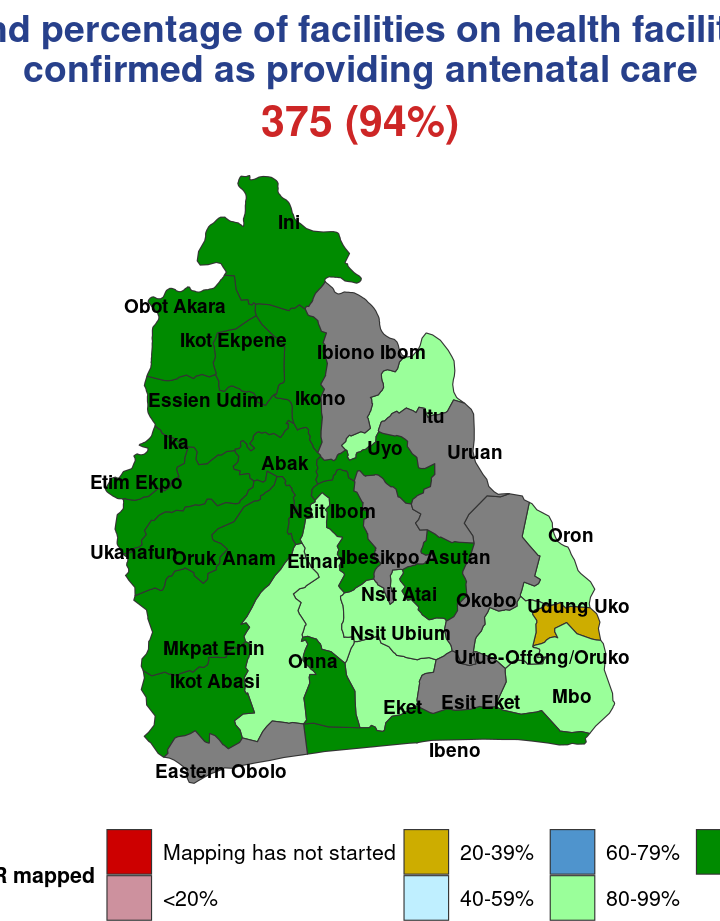 nd percentage of facilities on health facilit
confirmed as providing antenatal care
375 (94%)
Ini
Obot Akara
Ikot Ekpene
Ibiono Ibom
Essien Udim
Ikono
Itu
Ika
Uyo
Uruan
Abak
Etim Ekpo
Nsit Ibom
Oron
Ukanafun
Oruk Anam
Etinan
Ibesikpo Asutan
Nsit Atai
Okobo
Udung Uko
Nsit Ubium
Mkpat Enin
Onna
Urue-Offong/Oruko
Ikot Abasi
Eket
Esit Eket
Mbo
Ibeno
Eastern Obolo
R mapped
Mapping has not started
20-39%
60-79%
<20%
40-59%
80-99%